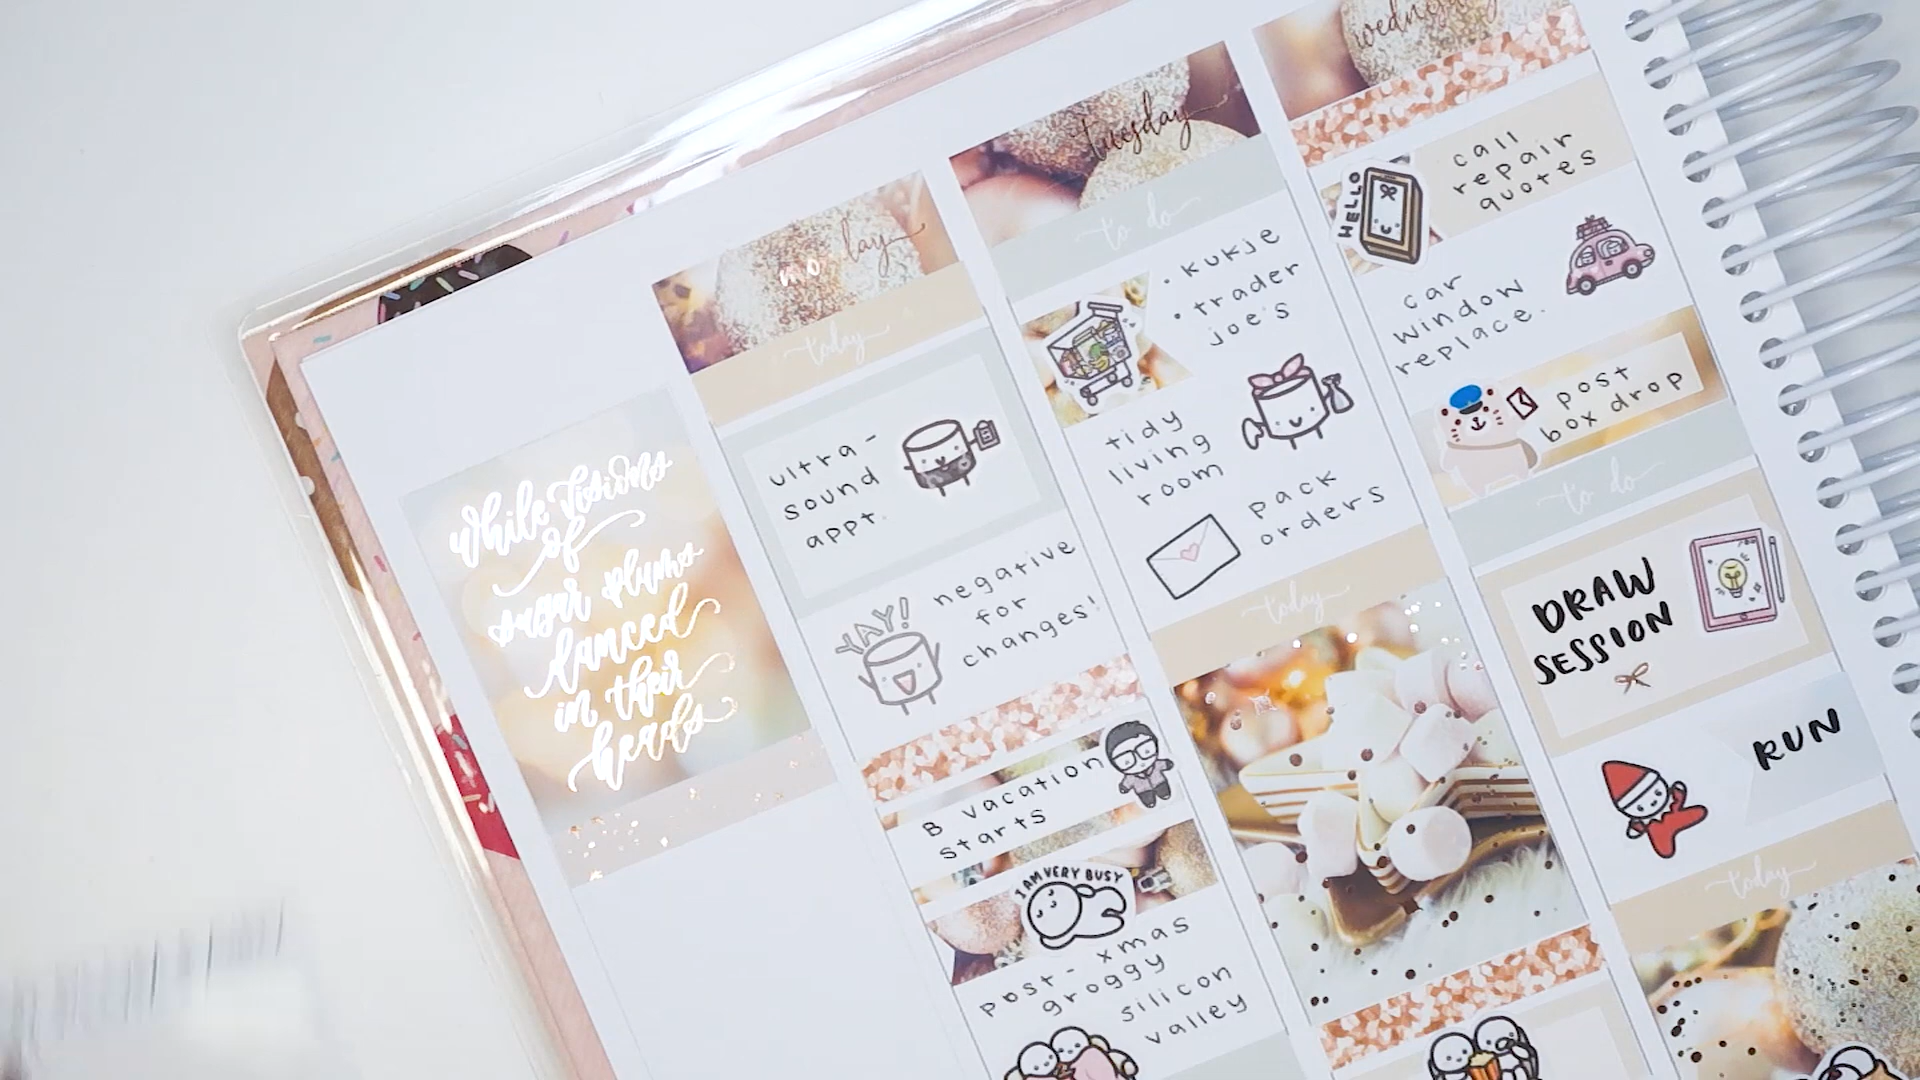 while visions
of
sugar plums
danced
in their
heads
today
ultra-
sound
appt.
YAY!
negative
for
changes!
B vacation
starts
I AM VERY BUSY
post-xmas
groggy
silicon
valley
tuesday
to do
• kukje
• trader
joe's
tidy
living
room
pack
orders
today
wednesday
HELLO
call
repair
quotes
car
window
replace.
post
box drop
to do
DRAW
SESSION
RUN
today